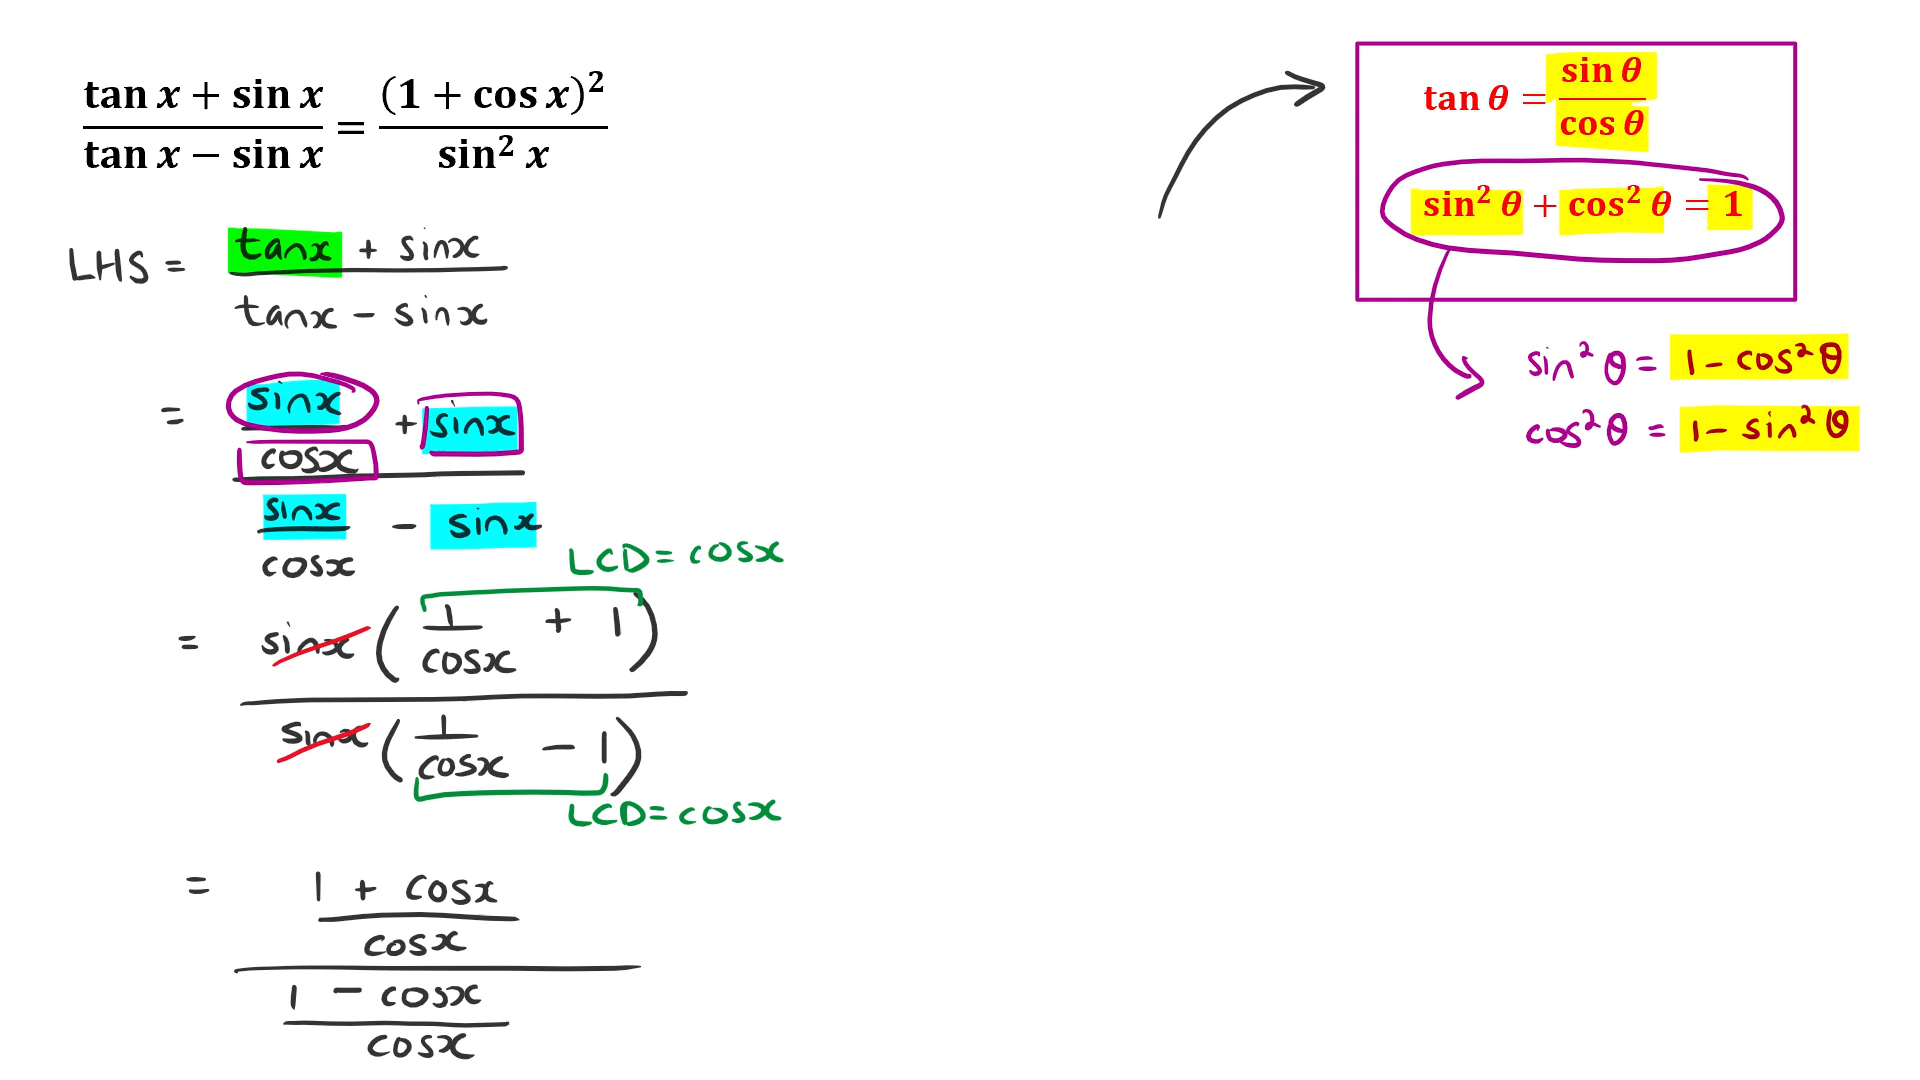 tan x + sin x / tan x − sin x = (1 + cos x)² / sin² x
LHS = tanx + sinx / tanx − sinx
= sinx / cosx + sinx / sinx / cosx − sinx
LCD = cosx
= sinx ( 1 / cosx + 1 ) / sinx ( 1 / cosx − 1 )
LCD = cosx
= 1 + cosx / cosx / 1 − cosx / cosx
tan θ = sin θ / cos θ
sin² θ + cos² θ = 1
sin² θ = 1 − cos² θ
cos² θ = 1 − sin² θ